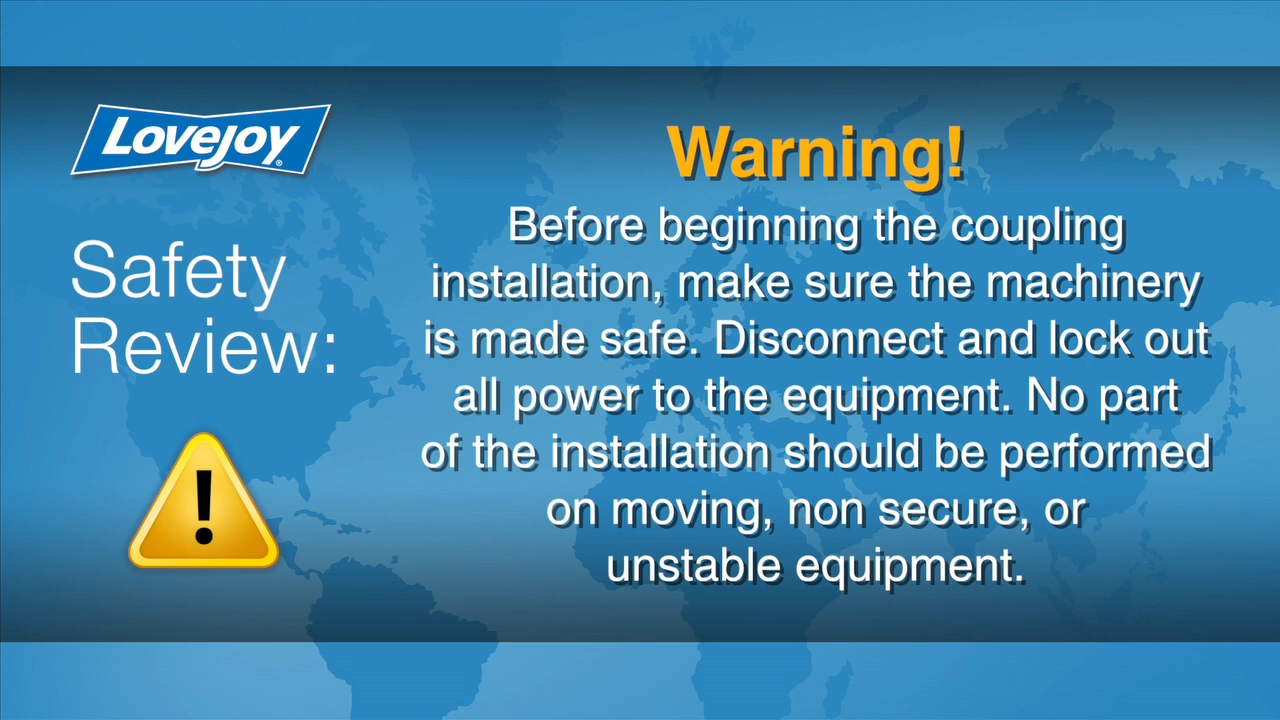 Lovejoy®
Safety
Review:
!
Warning!
Before beginning the coupling
installation, make sure the machinery
is made safe. Disconnect and lock out
all power to the equipment. No part
of the installation should be performed
on moving, non secure, or
unstable equipment.